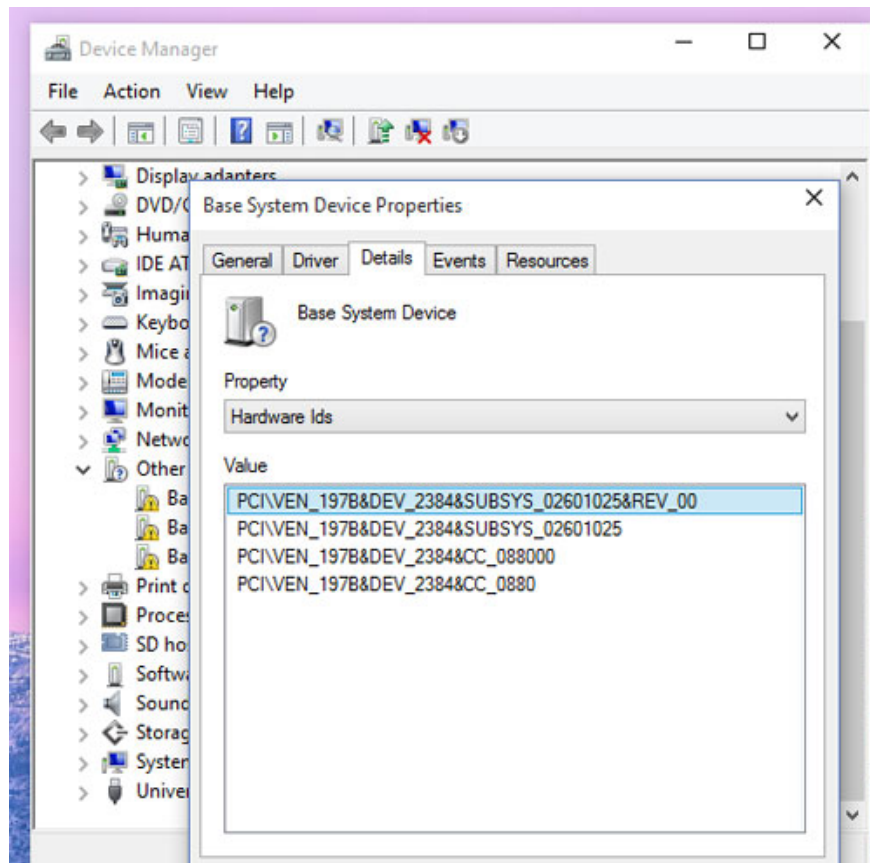 Device Manager
File Action View Help
Display adapters
DVD/C
Base System Device Properties
Huma
General Driver Details Events Resources
IDE AT
Imagi
Base System Device
Keybo
Mice a
Mode
Property
Monit
Hardware Ids
Netwo
Other
Value
Ba
PCI\VEN_197B&DEV_2384&SUBSYS_02601025&REV_00
Ba
PCI\VEN_197B&DEV_2384&SUBSYS_02601025
Ba
PCI\VEN_197B&DEV_2384&CC_088000
Print c
PCI\VEN_197B&DEV_2384&CC_0880
Proces
SD ho
Softwa
Sound
Storag
System
Univer